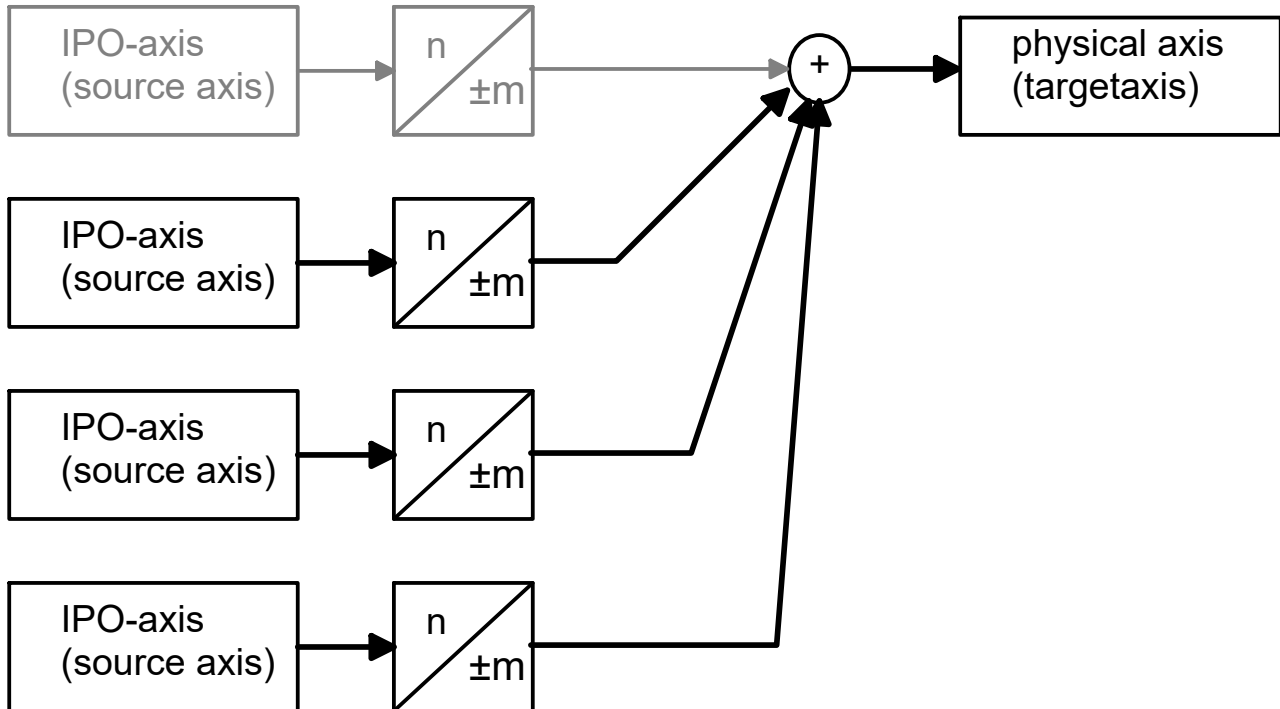 IPO-axis
(source axis)
n
±m
+
physical axis
(targetaxis)
IPO-axis
(source axis)
n
±m
IPO-axis
(source axis)
n
±m
IPO-axis
(source axis)
n
±m